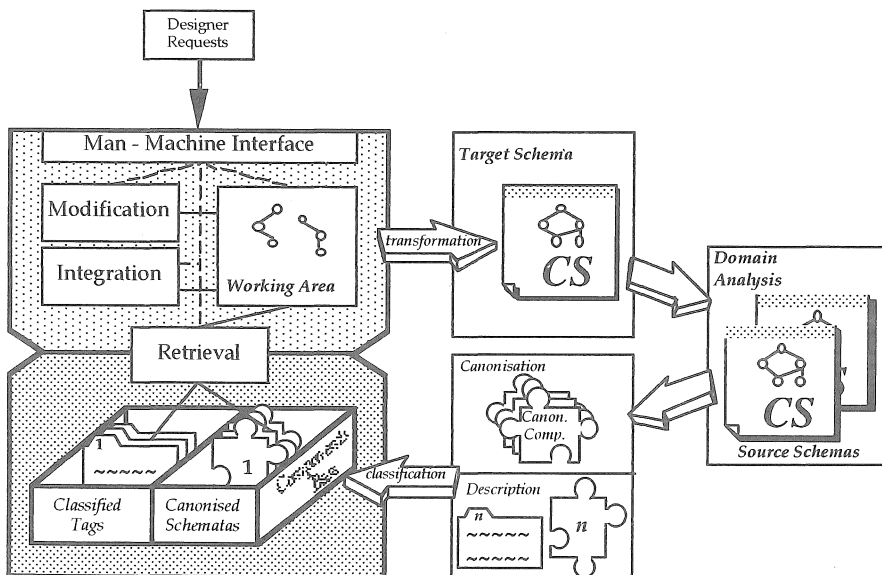 Designer
Requests
Man - Machine Interface
Modification
Integration
Working Area
Retrieval
1
~~~~~
1
Classified
Tags
Canonised
Schematas
transformation
Target Schema
CS
Domain
Analysis
CS
Source Schemas
Canonisation
Canon.
Comp.
classification
Description
n
~~~~~
~~~~~
n